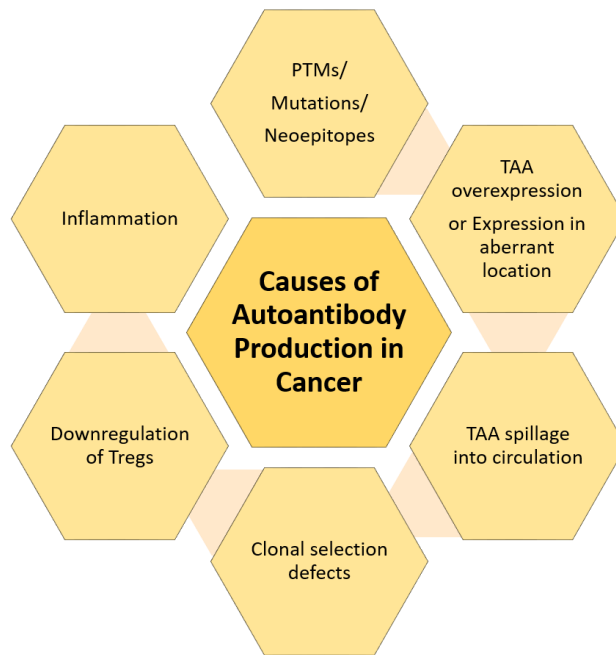 PTMs/
Mutations/
Neoepitopes
TAA
overexpression
or Expression in
aberrant
location
Inflammation
Causes of
Autoantibody
Production in
Cancer
Downregulation
of Tregs
TAA spillage
into circulation
Clonal selection
defects